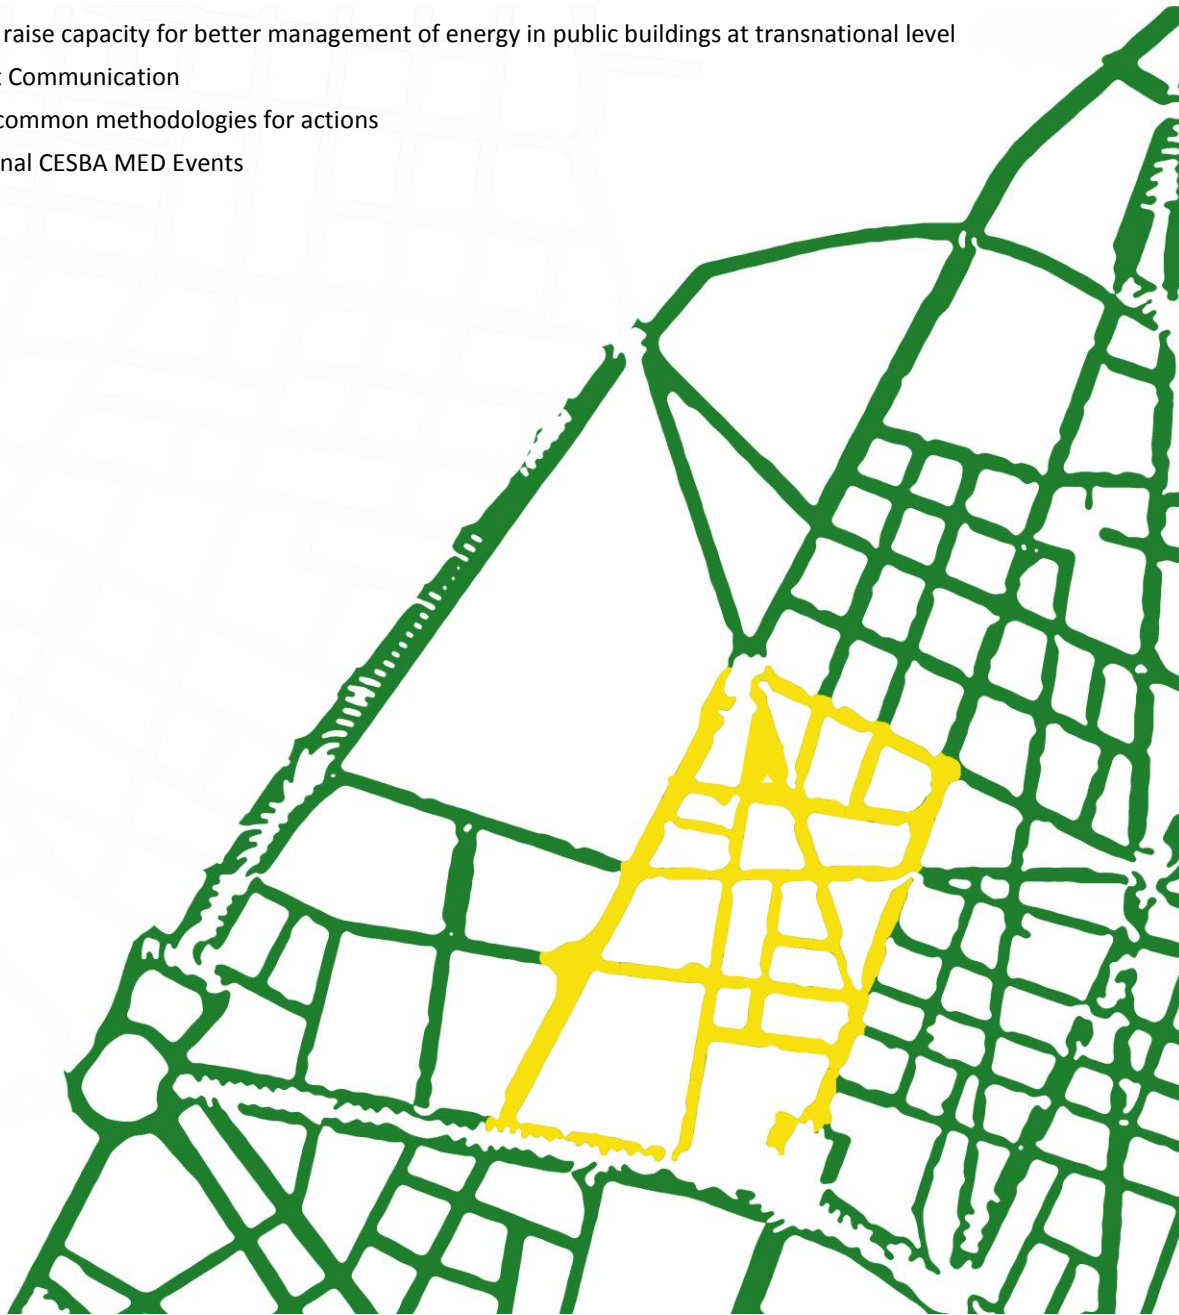 raise capacity for better management of energy in public buildings at transnational level
Communication
common methodologies for actions
nal CESBA MED Events